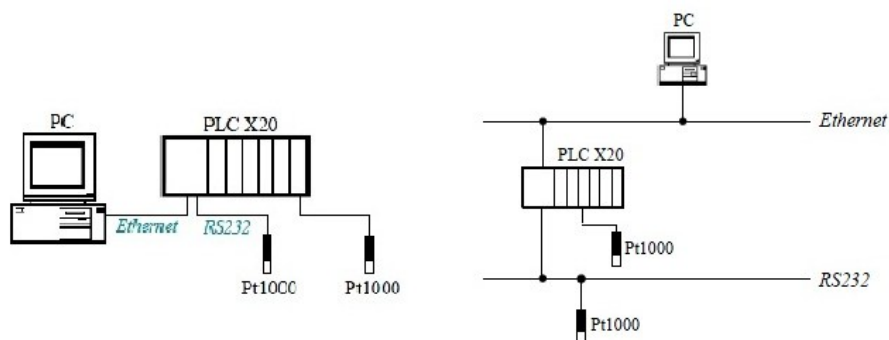 PC
PLC X20
Ethernet
RS232
Pt1000
Pt1000
PC
Ethernet
PLC X20
Pt1000
RS232
Pt1000